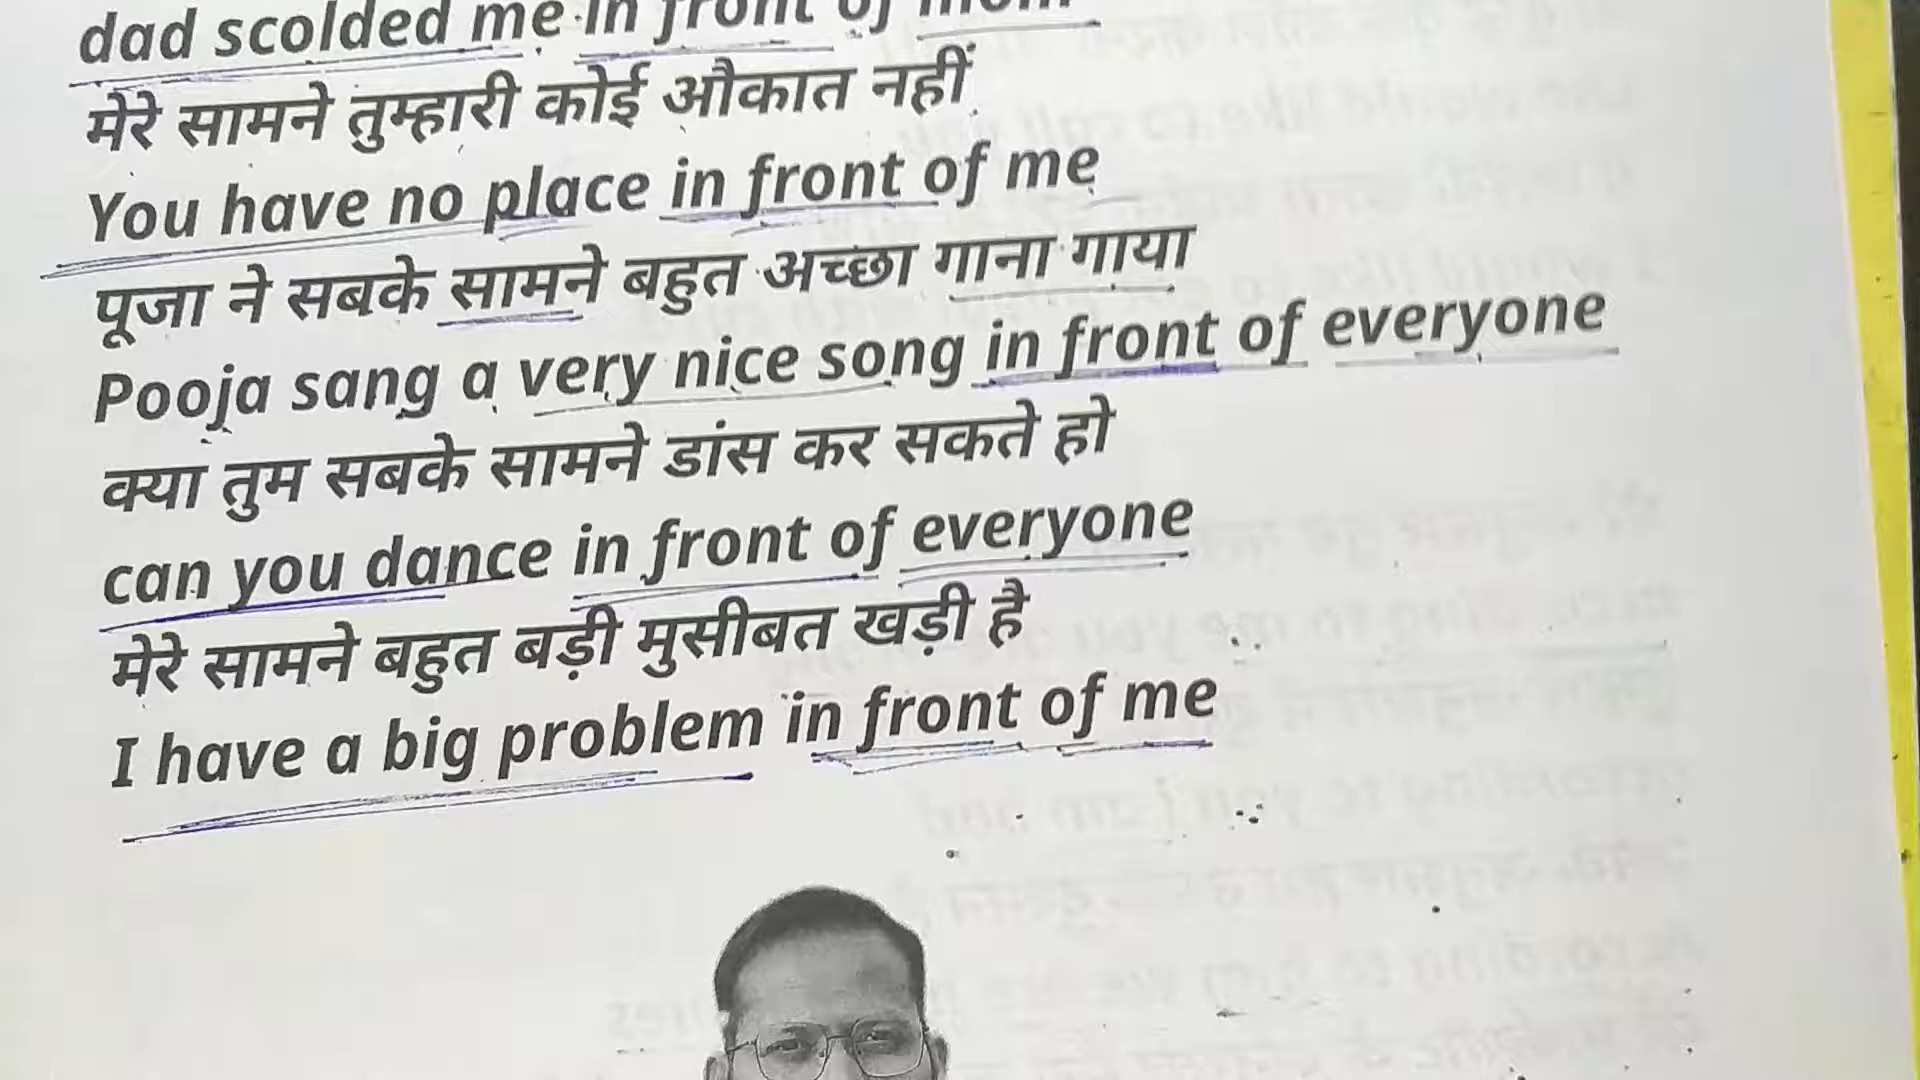 dad scolded me in front of mom
मेरे सामने तुम्हारी कोई औकात नहीं
You have no place in front of me
पूजा ने सबके सामने बहुत अच्छा गाना गाया
Pooja sang a very nice song in front of everyone
क्या तुम सबके सामने डांस कर सकते हो
can you dance in front of everyone
मेरे सामने बहुत बड़ी मुसीबत खड़ी है
I have a big problem in front of me